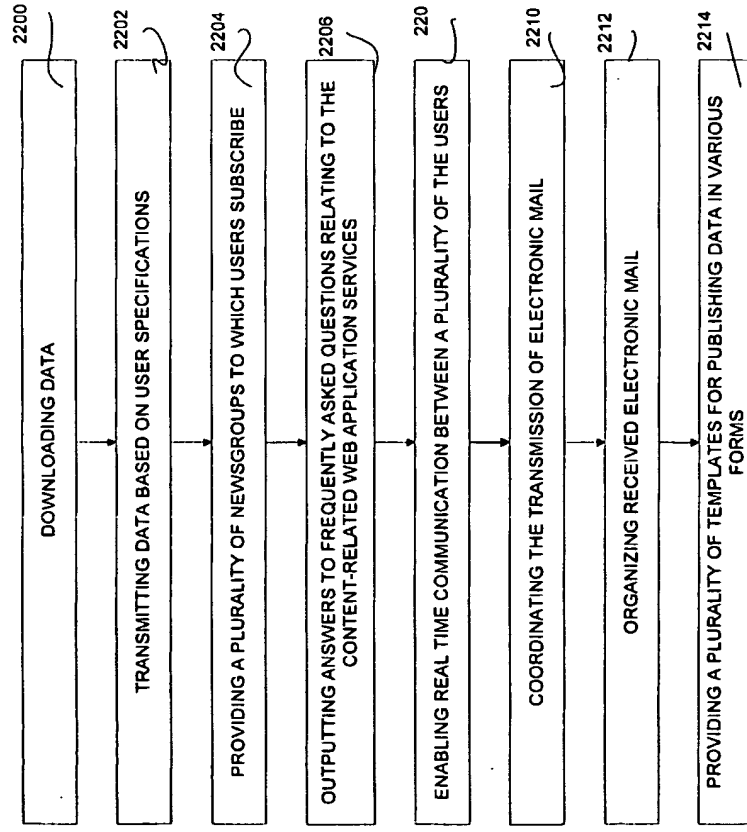 2200
DOWNLOADING DATA
2202
TRANSMITTING DATA BASED ON USER SPECIFICATIONS
2204
PROVIDING A PLURALITY OF NEWSGROUPS TO WHICH USERS SUBSCRIBE
2206
OUTPUTTING ANSWERS TO FREQUENTLY ASKED QUESTIONS RELATING TO THE
CONTENT-RELATED WEB APPLICATION SERVICES
220
ENABLING REAL TIME COMMUNICATION BETWEEN A PLURALITY OF THE USERS
2210
COORDINATING THE TRANSMISSION OF ELECTRONIC MAIL
2212
ORGANIZING RECEIVED ELECTRONIC MAIL
2214
PROVIDING A PLURALITY OF TEMPLATES FOR PUBLISHING DATA IN VARIOUS
FORMS